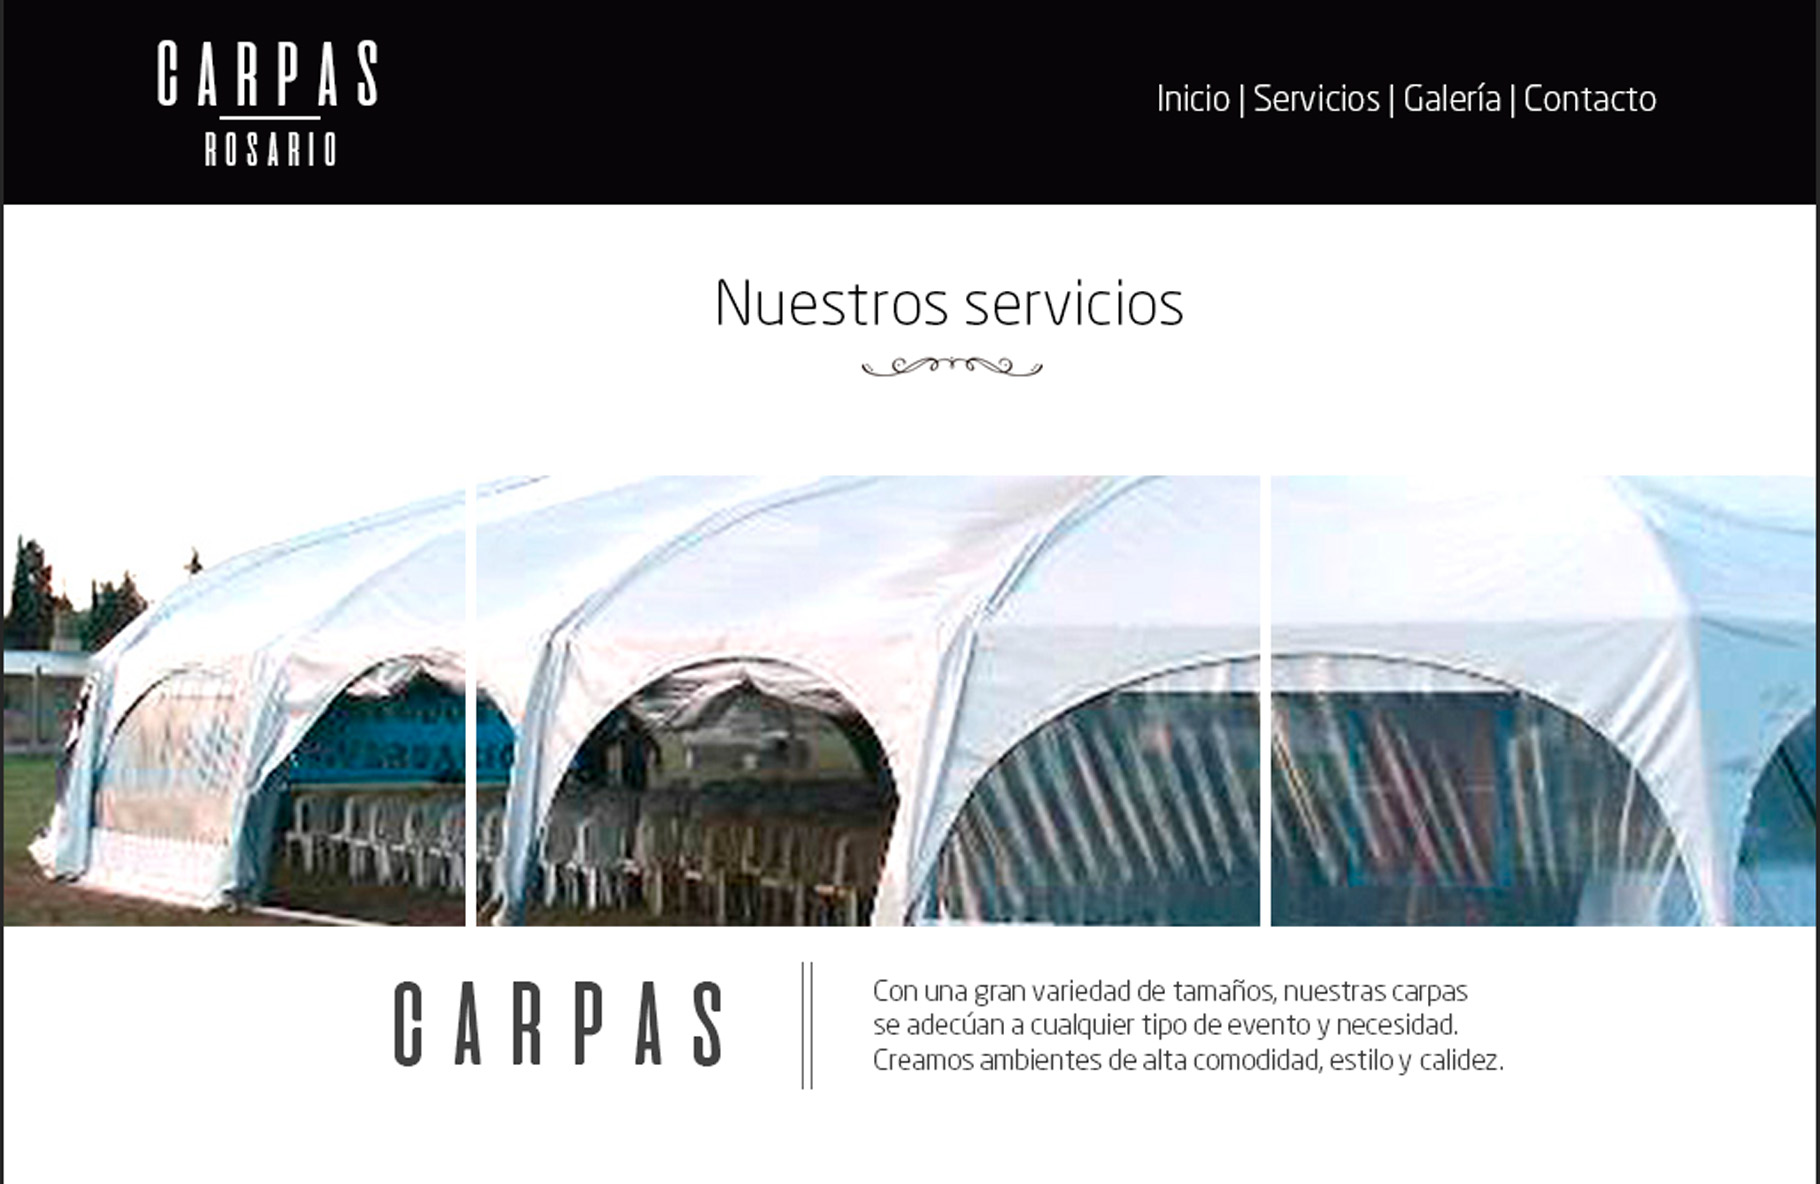 CARPAS
ROSARIO
Inicio | Servicios | Galería | Contacto
Nuestros servicios
CARPAS
Con una gran variedad de tamaños, nuestras carpas
se adecúan a cualquier tipo de evento y necesidad.
Creamos ambientes de alta comodidad, estilo y calidez.